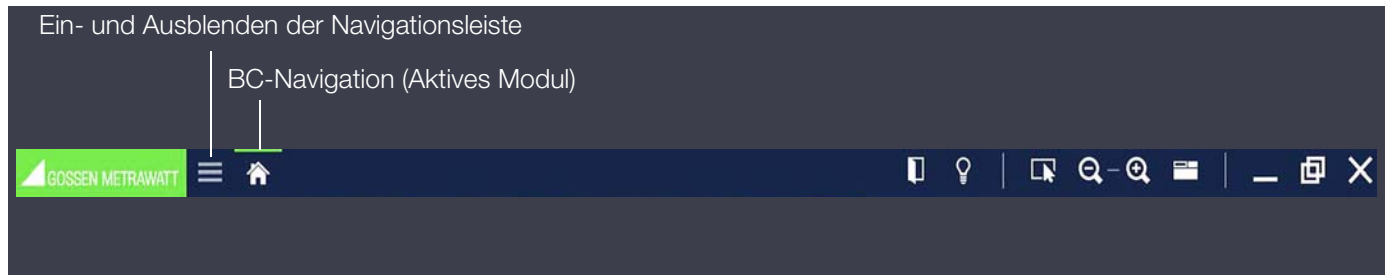 Ein- und Ausblenden der Navigationsleiste
BC-Navigation (Aktives Modul)
GOSSEN METRAWATT